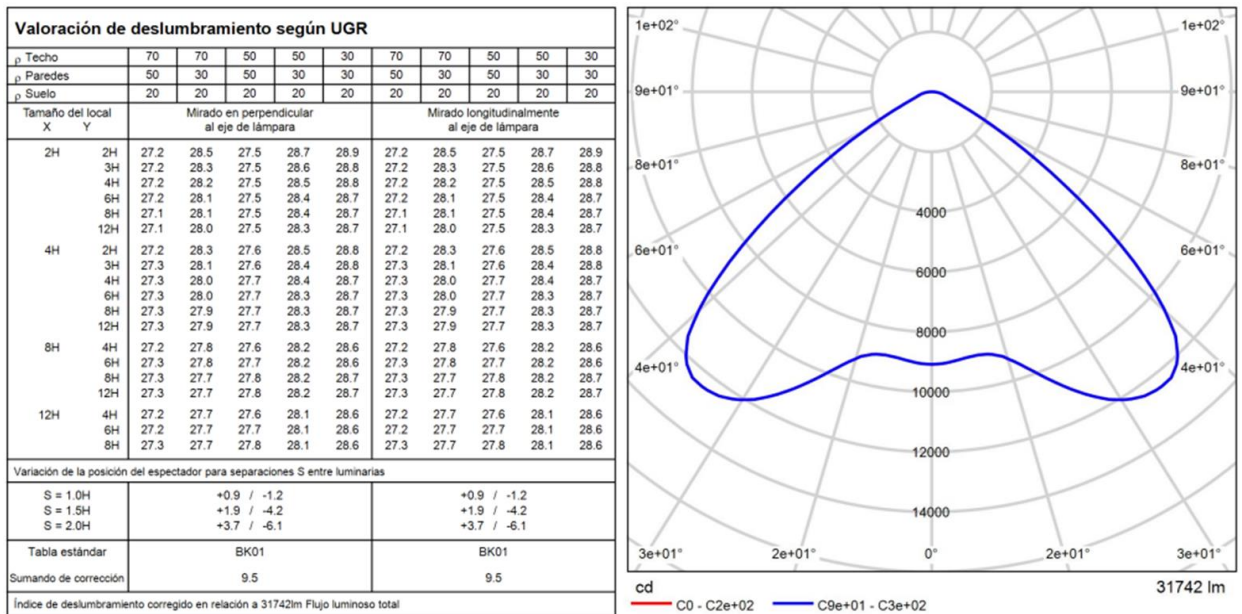 Valoración de deslumbramiento según UGR
ρ Techo 70 70 50 50 30 70 70 50 50 30
ρ Paredes 50 30 50 30 30 50 30 50 30 30
ρ Suelo 20 20 20 20 20 20 20 20 20 20
Tamaño del local Mirado en perpendicular Mirado longitudinalmente
X Y al eje de lámpara al eje de lámpara
2H 2H 27.2 28.5 27.5 28.7 28.9 27.2 28.5 27.5 28.7 28.9
3H 27.2 28.3 27.5 28.6 28.8 27.2 28.3 27.5 28.6 28.8
4H 27.2 28.2 27.5 28.5 28.8 27.2 28.2 27.5 28.5 28.8
6H 27.2 28.1 27.5 28.4 28.7 27.2 28.1 27.5 28.4 28.7
8H 27.1 28.1 27.5 28.4 28.7 27.1 28.1 27.5 28.4 28.7
12H 27.1 28.0 27.5 28.3 28.7 27.1 28.0 27.5 28.3 28.7
4H 2H 27.2 28.3 27.6 28.5 28.8 27.2 28.3 27.6 28.5 28.8
3H 27.3 28.1 27.6 28.4 28.8 27.3 28.1 27.6 28.4 28.8
4H 27.3 28.0 27.7 28.4 28.7 27.3 28.0 27.7 28.4 28.7
6H 27.3 28.0 27.7 28.3 28.7 27.3 28.0 27.7 28.3 28.7
8H 27.3 27.9 27.7 28.3 28.7 27.3 27.9 27.7 28.3 28.7
12H 27.3 27.9 27.7 28.3 28.7 27.3 27.9 27.7 28.3 28.7
8H 4H 27.2 27.8 27.6 28.2 28.6 27.2 27.8 27.6 28.2 28.6
6H 27.3 27.8 27.7 28.2 28.6 27.3 27.8 27.7 28.2 28.6
8H 27.3 27.7 27.8 28.2 28.7 27.3 27.7 27.8 28.2 28.7
12H 27.3 27.7 27.8 28.2 28.7 27.3 27.7 27.8 28.2 28.7
12H 4H 27.2 27.7 27.6 28.1 28.6 27.2 27.7 27.6 28.1 28.6
6H 27.2 27.7 27.7 28.1 28.6 27.2 27.7 27.7 28.1 28.6
8H 27.3 27.7 27.8 28.1 28.6 27.3 27.7 27.8 28.1 28.6
Variación de la posición del espectador para separaciones S entre luminarias
S = 1.0H +0.9 / -1.2 +0.9 / -1.2
S = 1.5H +1.9 / -4.2 +1.9 / -4.2
S = 2.0H +3.7 / -6.1 +3.7 / -6.1
Tabla estándar BK01 BK01
Sumando de corrección 9.5 9.5
Índice de deslumbramiento corregido en relación a 31742lm Flujo luminoso total
1e+02° 1e+02°
9e+01° 9e+01°
8e+01° 8e+01°
4000
6e+01° 6e+01°
6000
8000
4e+01° 4e+01°
10000
12000
14000
3e+01° 2e+01° 0° 2e+01° 3e+01°
cd 31742 lm
C0 - C2e+02 C9e+01 - C3e+02